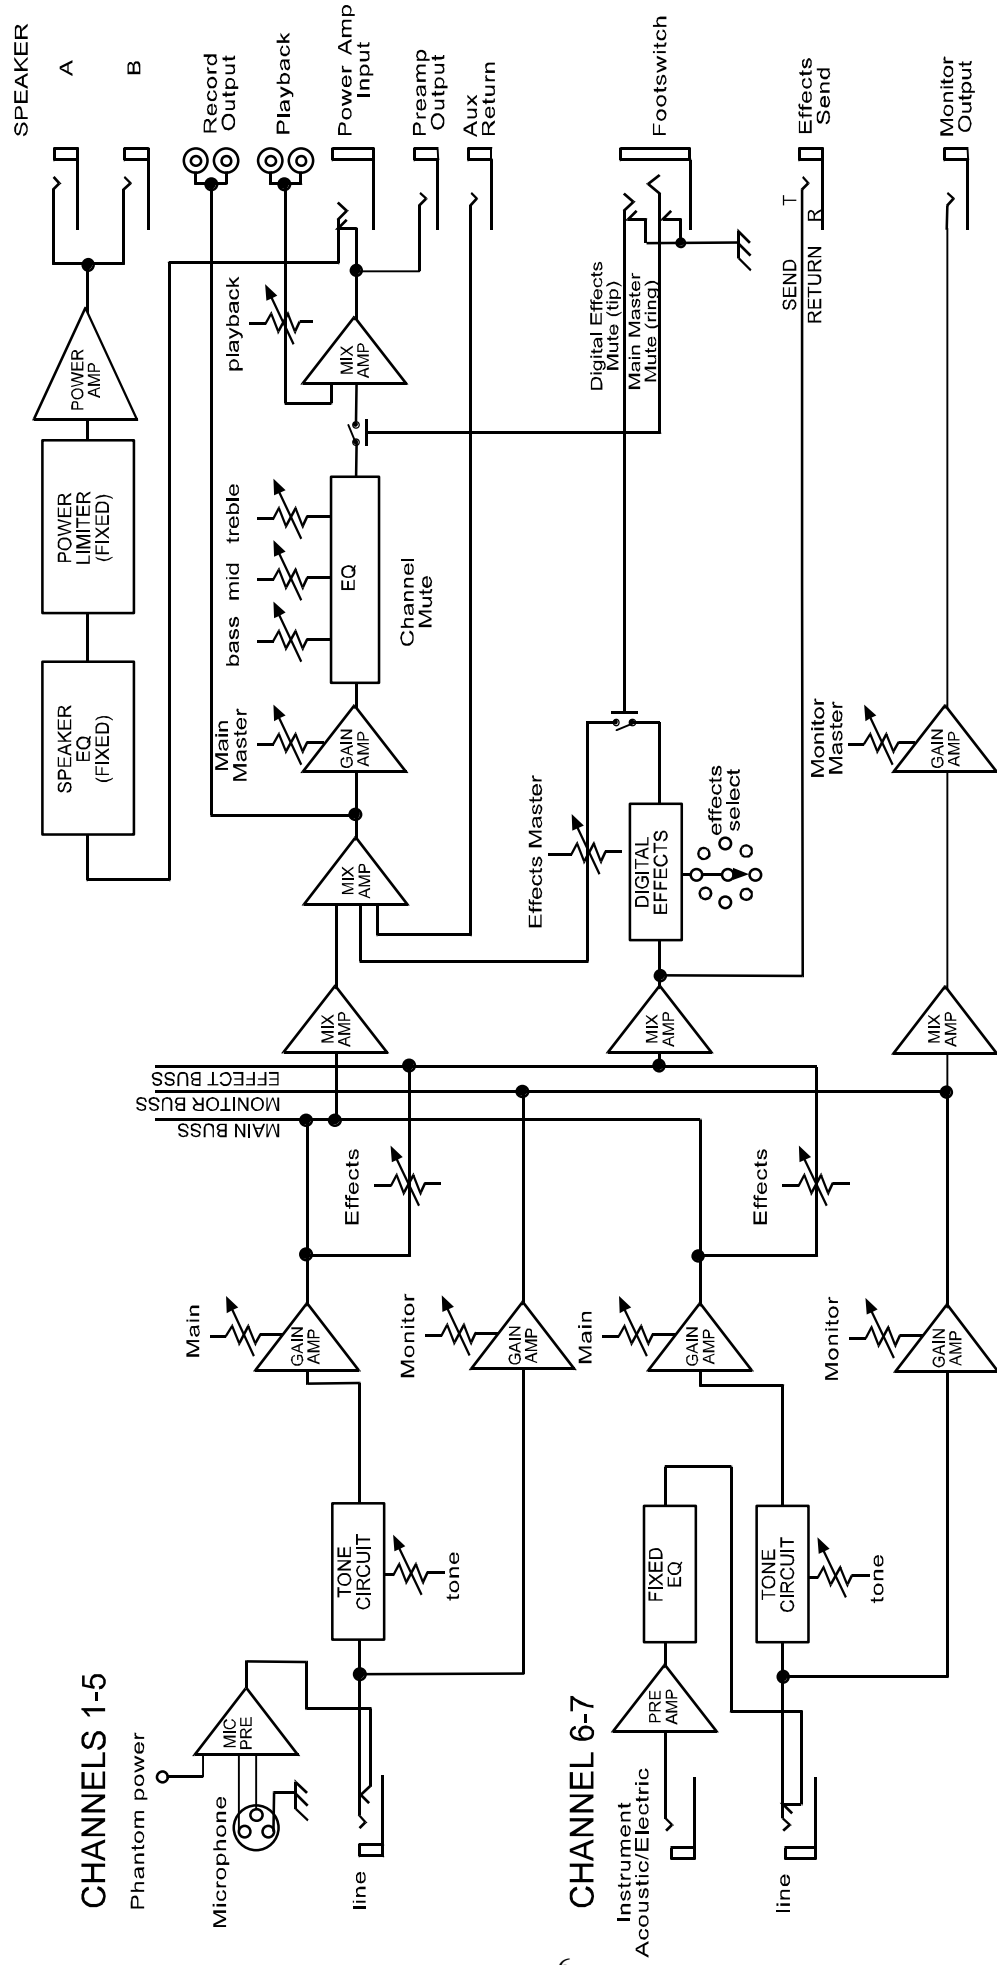 SPEAKER
A
B
Record
Output
Playback
Power Amp
Input
Preamp
Output
Aux
Return
Footswitch
Effects
Send
Monitor
Output
POWER
AMP
POWER
LIMITER
(FIXED)
SPEAKER
EQ
(FIXED)
playback
MIX
AMP
treble
mid
bass
EQ
Channel
Mute
Main
Master
GAIN
AMP
MIX
AMP
Digital Effects
Mute (tip)
Main Master
Mute (ring)
SEND
T
RETURN
R
Effects Master
DIGITAL
EFFECTS
effects
select
Monitor
Master
GAIN
AMP
MIX
AMP
MIX
AMP
MIX
AMP
EFFECT BUSS
MONITOR BUSS
MAIN BUSS
Effects
Effects
Main
GAIN
AMP
Monitor
GAIN
AMP
Main
GAIN
AMP
Monitor
GAIN
AMP
TONE
CIRCUIT
tone
FIXED
EQ
TONE
CIRCUIT
tone
CHANNELS 1-5
Phantom power
MIC
PRE
Microphone
line
CHANNEL 6-7
PRE
AMP
Instrument
Acoustic/Electric
line